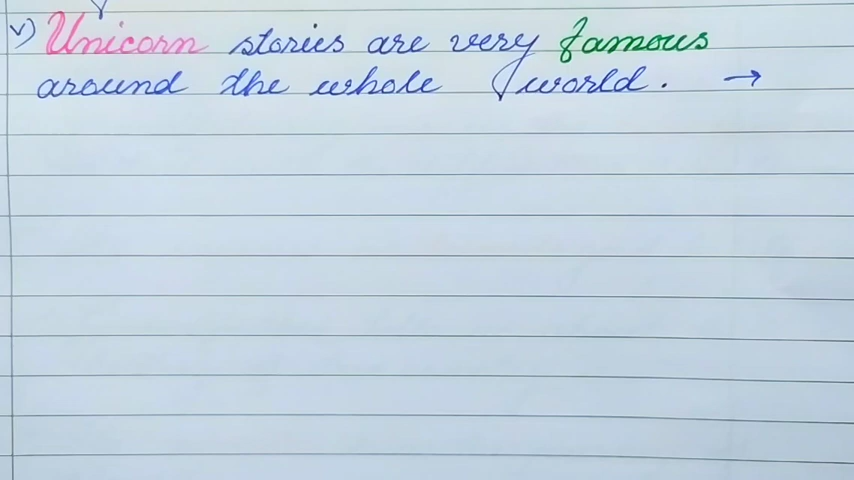 v) Unicorn stories are very famous
around the whole world. →